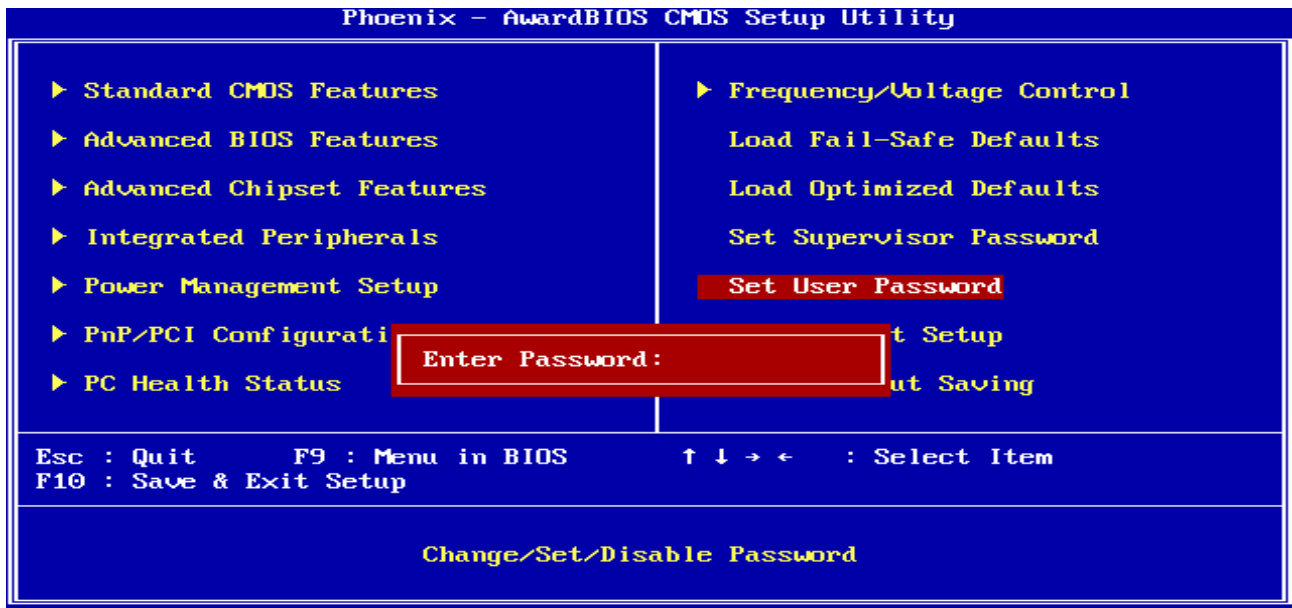 Phoenix - AwardBIOS CMOS Setup Utility
Standard CMOS Features
Advanced BIOS Features
Advanced Chipset Features
Integrated Peripherals
Power Management Setup
PnP/PCI Configurati
PC Health Status
Frequency/Voltage Control
Load Fail-Safe Defaults
Load Optimized Defaults
Set Supervisor Password
Set User Password
t Setup
ut Saving
Enter Password:
Esc : Quit F9 : Menu in BIOS ↑ ↓ → ← : Select Item
F10 : Save & Exit Setup
Change/Set/Disable Password